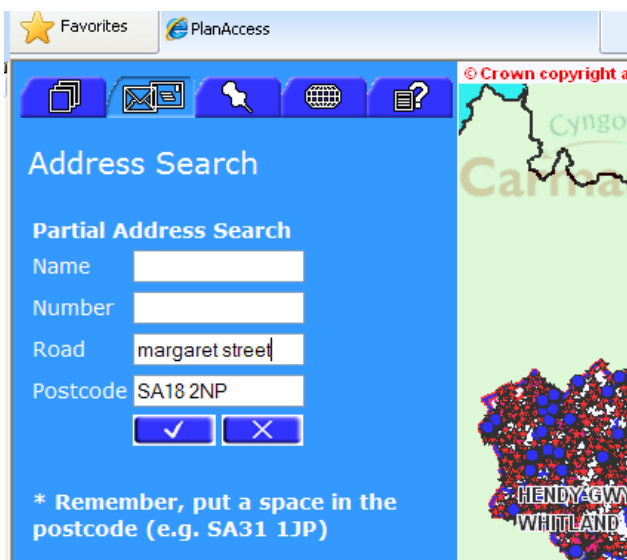 Favorites
PlanAccess
© Crown copyright a
Address Search
Cyngo
Carma
Partial Address Search
Name
Number
Road margaret street
Postcode SA18 2NP
* Remember, put a space in the
postcode (e.g. SA31 1JP)
HENDY-GWY
WHITLAND